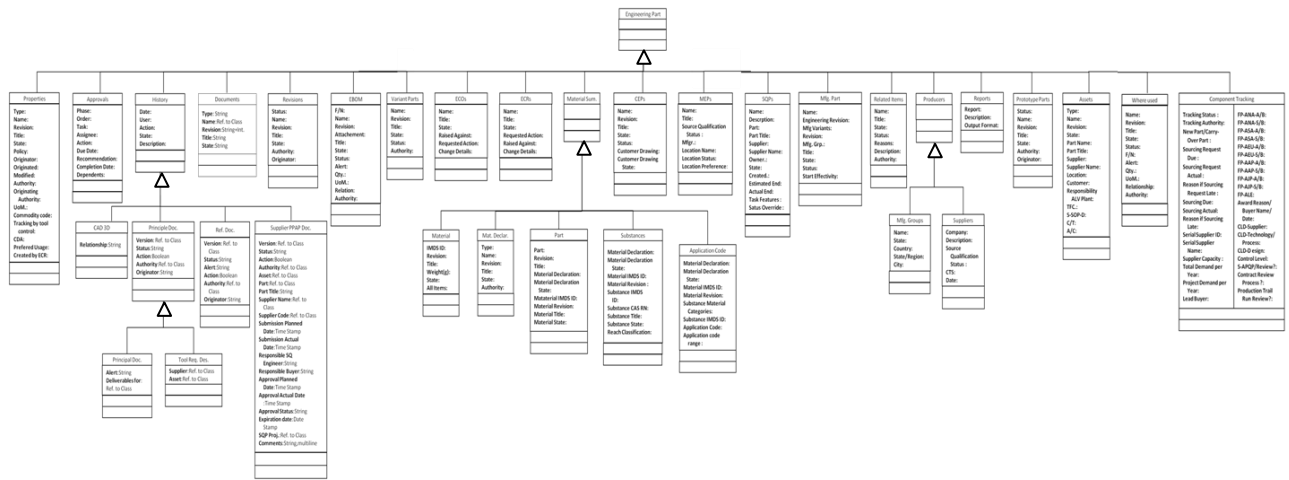 Engineering Part
Properties
Type:
Name:
Revision:
Title:
State:
Policy:
Originator:
Originated:
Modified:
Authority:
Originating
Authority:
UoM.:
Commodity code:
Tracking by tool
control:
CDA:
Preferred Usage:
Created by ECR:
Approvals
Phase:
Order:
Task:
Assignee:
Action:
Due Date:
Recommendation:
Completion Date:
Dependents:
History
Date:
User:
Action:
State:
Description:
Documents
Type:String
Name:Ref. to Class
Revision:String+Int.
Title:String
State:String
Revisions
Status:
Name:
Revision:
Title:
State:
Authority:
Originator:
EBOM
F/N:
Name:
Revision:
Attachement:
Title:
State:
Status:
Alert:
Qty.:
UoM.:
Relation:
Authority:
Variant Parts
Name:
Revision:
Title:
State:
Status:
Authority:
ECOs
Name:
Title:
State:
Raised Against:
Requested Action:
Change Details:
ECRs
Name:
Title:
State:
Requested Action:
Raised Against:
Change Details:
Material Sum.
CEPs
Name:
Revision:
State:
Status:
Customer Drawing:
Customer Drawing
State:
MEPs
Name:
Title:
Source Qualification
Status :
Mfgr.:
Location Name:
Location Status:
Location Preference:
SQPs
Name:
Description:
Part:
Part Title:
Supplier:
Supplier Name:
Owner.:
State:
Created.:
Estimated End:
Actual End:
Task Features :
Satus Override :
Mfg. Part
Name:
Engineering Revision:
Mfg Variants:
Revision:
Mfg. Grp.:
Title:
State:
Status:
Start Effectivity:
Related Items
Name:
Title:
State:
Status:
Reasons
Description:
Authority:
Producers
Reports
Report:
Description:
Output Format:
Prototype Parts
Status:
Name:
Revision:
Title:
State:
Authority:
Originator:
Assets
Type:
Name:
Revision:
State:
Part Name:
Part Title:
Supplier:
Supplier Name:
Location:
Customer:
Responsibility
ALV Plant:
TFC.:
S-SOP-D:
C/T:
A/C:
Where used
Name:
Revision:
Title:
State:
Status:
F/N:
Alert:
Qty.:
UoM.:
Relationship:
Authority:
Component Tracking
Tracking Status :
Tracking Authority:
New Part/Carry-
Over Part :
Sourcing Request
Due :
Sourcing Request
Actual :
Reason if Sourcing
Request Late :
Sourcing Due:
Sourcing Actual:
Reason if Sourcing
Late:
Serial Supplier ID:
Serial Supplier
Name:
Supplier Capacity :
Total Demand per
Year:
Project Demand per
Year:
Lead Buyer:
FP-ANA-A/B:
FP-ANA-S/B:
FP-ASA-A/B:
FP-ASA-S/B:
FP-AEU-A/B:
FP-AEU-S/B:
FP-AAP-A/B:
FP-AAP-S/B:
FP-AJP-A/B:
FP-AJP-S/B:
FP-ALE:
Award Reason/
Buyer Name/
Date:
CLD-Supplier:
CLD-Technology/
Process:
CLD-D esign:
Control Level:
S-APQP/Review?:
Contract Review
Process ?:
Production Trail
Run Review?:
CAD 3D
Relationship:String
Principle Doc.
Version:Ref. to Class
Status:String
Action:Boolean
Authority:Ref. to Class
Originator:String
Ref. Doc.
Version:Ref. to
Class
Status:String
Alert:String
Action:Boolean
Authority:Ref. to
Class
Originator:String
Supplier PPAP Doc.
Version:Ref. to Class
Status:String
Action:Boolean
Authority:Ref. to Class
Asset:Ref. to Class
Part:Ref. to Class
Part Title:String
Supplier Name:Ref. to
Class
Supplier Code:Ref. to Class
Submission Planned
Date:Time Stamp
Submission Actual
Date:Time Stamp
Responsible SQ
Engineer:String
Responsible Buyer:String
Approval Planned
Date:Time Stamp
Approval Actual Date
:Time Stamp
Approval Status:String
Expiration date:Date
Stamp
SQP Proj.:Ref. to Class
Comments:String,multiline
Material
IMDS ID:
Revision:
Title:
Weight(g):
State:
All Items:
Mat. Declar.
Type:
Name:
Revision:
Title:
State:
Authority:
Part
Part:
Revision:
Title:
Material Declaration:
Material Declaration
State:
Mataterial IMDS ID:
Material Revision:
Material Title:
Material State:
Substances
Material Declaration:
Material Declaration
State:
Material IMDS ID:
Material Revision :
Substance IMDS
ID:
Substance CAS RN:
Substance Title:
Substance State:
Reach Classification:
Application Code
Material Declaration:
Material Declaration
State:
Material IMDS ID:
Material Revision:
Substance Material
Categories:
Substance IMDS ID:
Application Code:
Application code
range :
Mfg. Groups
Name:
State:
Country:
State/Region:
City:
Suppliers
Company:
Description:
Source
Qualification
Status :
CTS:
Date:
Principal Doc.
Alert:String
Deliverables for:
Ref. to Class
Tool Req. Des.
Supplier:Ref. to Class
Asset:Ref. to Class